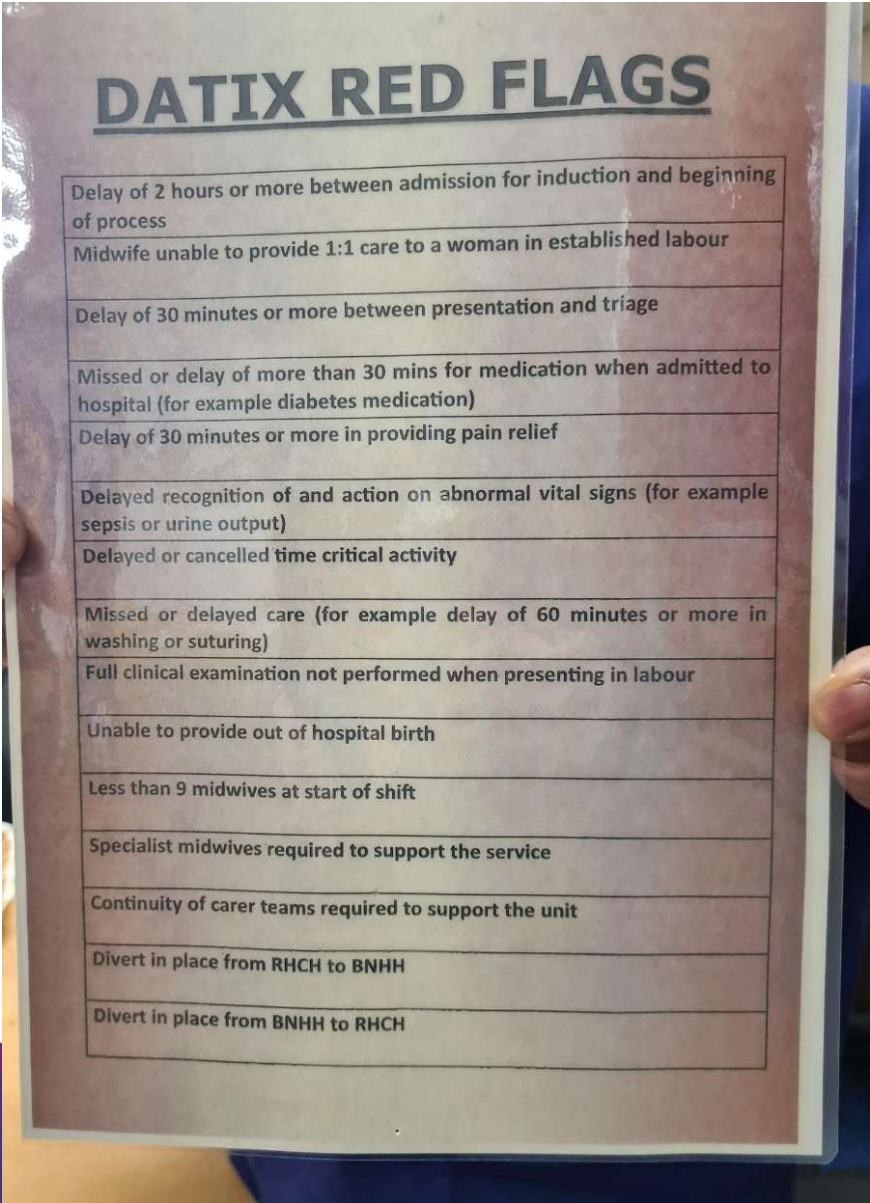 DATIX RED FLAGS
Delay of 2 hours or more between admission for induction and beginning
of process
Midwife unable to provide 1:1 care to a woman in established labour
Delay of 30 minutes or more between presentation and triage
Missed or delay of more than 30 mins for medication when admitted to
hospital (for example diabetes medication)
Delay of 30 minutes or more in providing pain relief
Delayed recognition of and action on abnormal vital signs (for example
sepsis or urine output)
Delayed or cancelled time critical activity
Missed or delayed care (for example delay of 60 minutes or more in
washing or suturing)
Full clinical examination not performed when presenting in labour
Unable to provide out of hospital birth
Less than 9 midwives at start of shift
Specialist midwives required to support the service
Continuity of carer teams required to support the unit
Divert in place from RHCH to BNHH
Divert in place from BNHH to RHCH